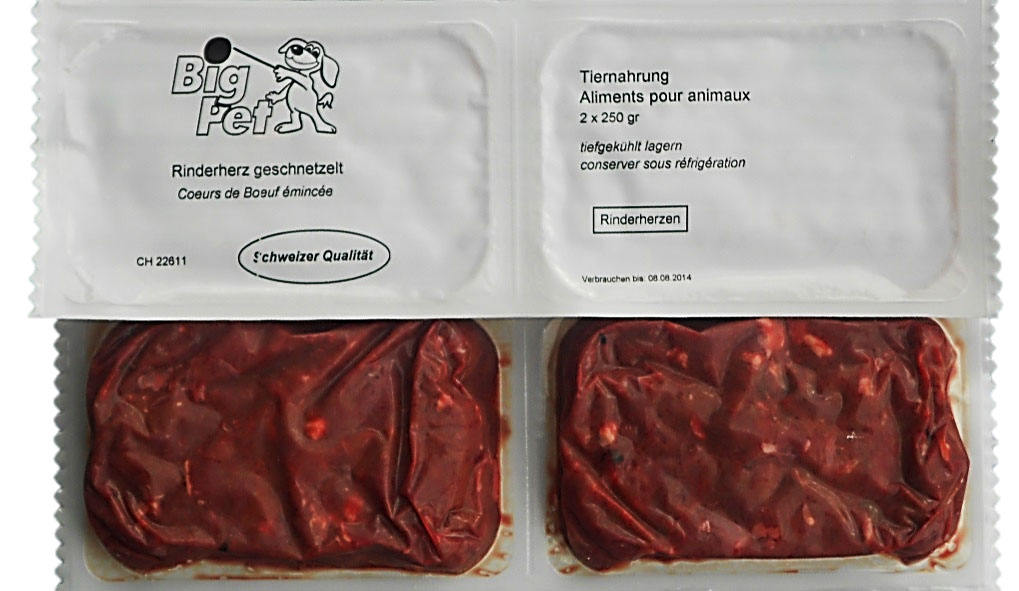 Big
Pet
Rinderherz geschnetzelt
Coeurs de Boeuf émincée
CH 22611
Schweizer Qualität
Tiernahrung
Aliments pour animaux
2 x 250 gr
tiefgekühlt lagern
conserver sous réfrigération
Rinderherzen
Verbrauchen bis: 08.08.2014